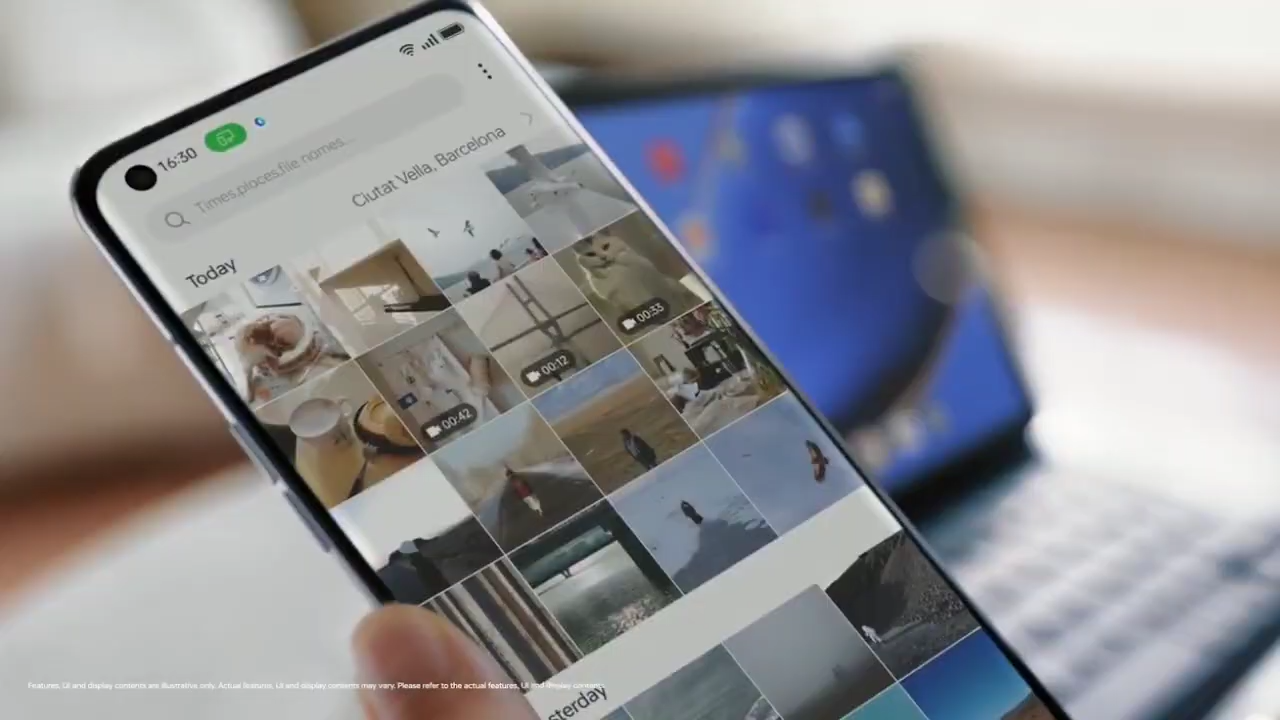 16:30
Times,places,file names...
Ciutat Vella, Barcelona
Today
00:33
00:12
00:42
sterday
Features, UI and display contents are illustrative only. Actual features, UI and display contents may vary. Please refer to the actual features, UI and display contents.